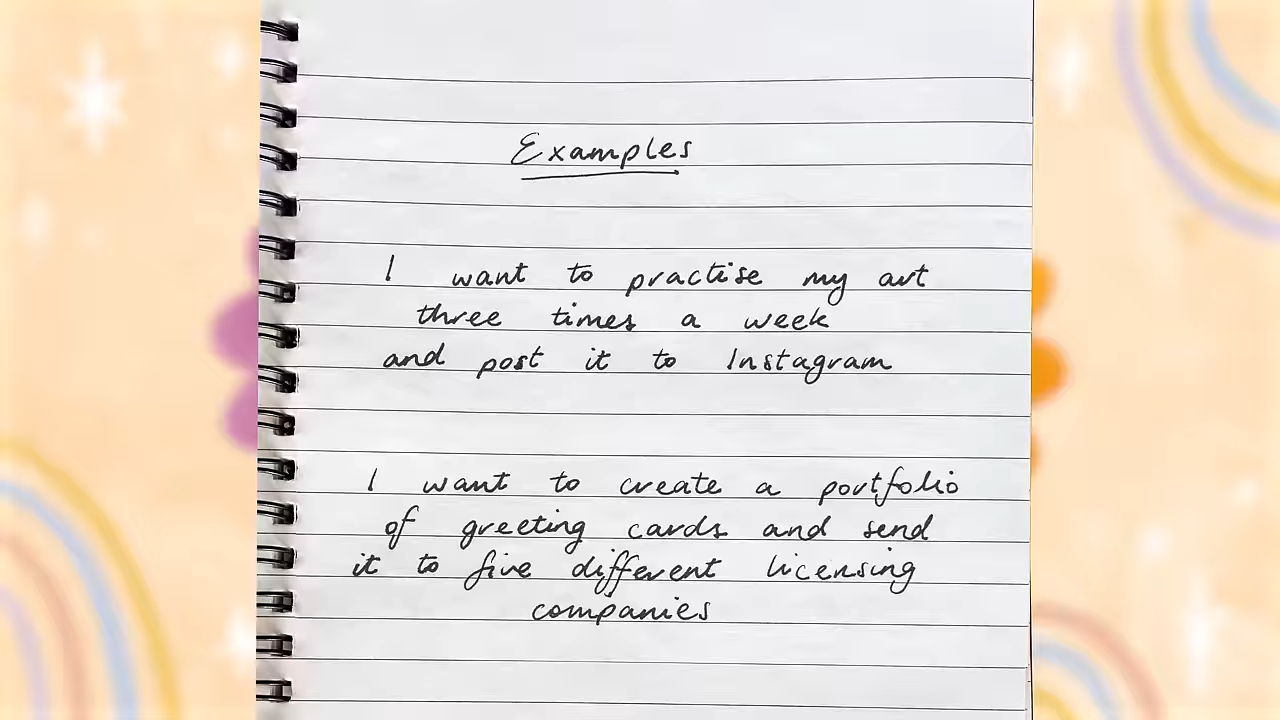 Examples
I want to practise my art
three times a week
and post it to Instagram
I want to create a portfolio
of greeting cards and send
it to five different licensing
companies